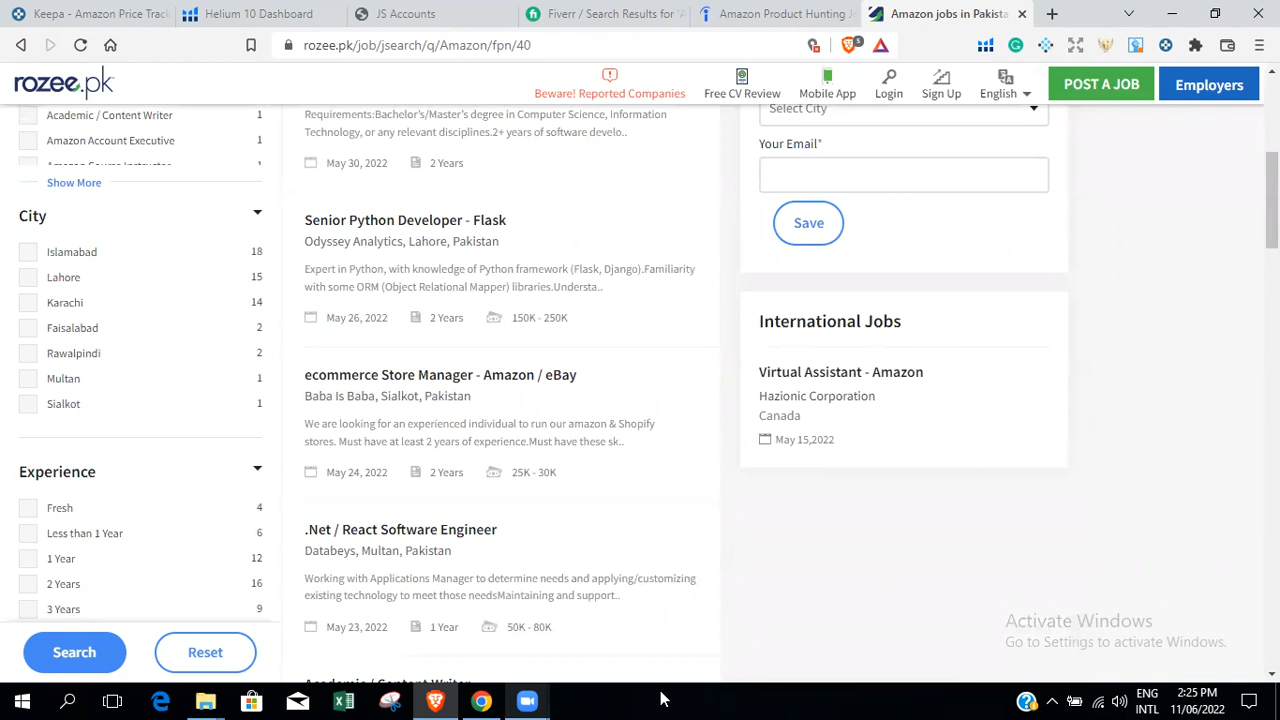 Keepa – Amazon Price Track
Helium 10 Dashboard
JS Accounts
Fiverr / Search Results for 'A
Amazon Product Hunting J
Amazon jobs in Pakista
rozee.pk/job/jsearch/q/Amazon/fpn/40
5
rozee.pk
Beware! Reported Companies
Free CV Review
Mobile App
Login
Sign Up
English
POST A JOB
Employers
Academic / Content Writer 1
Amazon Account Executive 1
Amazon Course Instructor 1
Show More
City
Islamabad 18
Lahore 15
Karachi 14
Faisalabad 2
Rawalpindi 2
Multan 1
Sialkot 1
Experience
Fresh 4
Less than 1 Year 6
1 Year 12
2 Years 16
3 Years 9
Search
Reset
Requirements:Bachelor's/Master's degree in Computer Science, Information
Technology, or any relevant disciplines.2+ years of software develo..
May 30, 2022 2 Years
Senior Python Developer - Flask
Odyssey Analytics, Lahore, Pakistan
Expert in Python, with knowledge of Python framework (Flask, Django).Familiarity
with some ORM (Object Relational Mapper) libraries.Understa..
May 26, 2022 2 Years 150K - 250K
ecommerce Store Manager - Amazon / eBay
Baba Is Baba, Sialkot, Pakistan
We are looking for an experienced individual to run our amazon & Shopify
stores. Must have at least 2 years of experience.Must have these sk..
May 24, 2022 2 Years 25K - 30K
.Net / React Software Engineer
Databeys, Multan, Pakistan
Working with Applications Manager to determine needs and applying/customizing
existing technology to meet those needsMaintaining and support..
May 23, 2022 1 Year 50K - 80K
Academic / Content Writer
Select City
Your Email*
Save
International Jobs
Virtual Assistant - Amazon
Hazionic Corporation
Canada
May 15,2022
Activate Windows
Go to Settings to activate Windows.
ENG
INTL
2:25 PM
11/06/2022